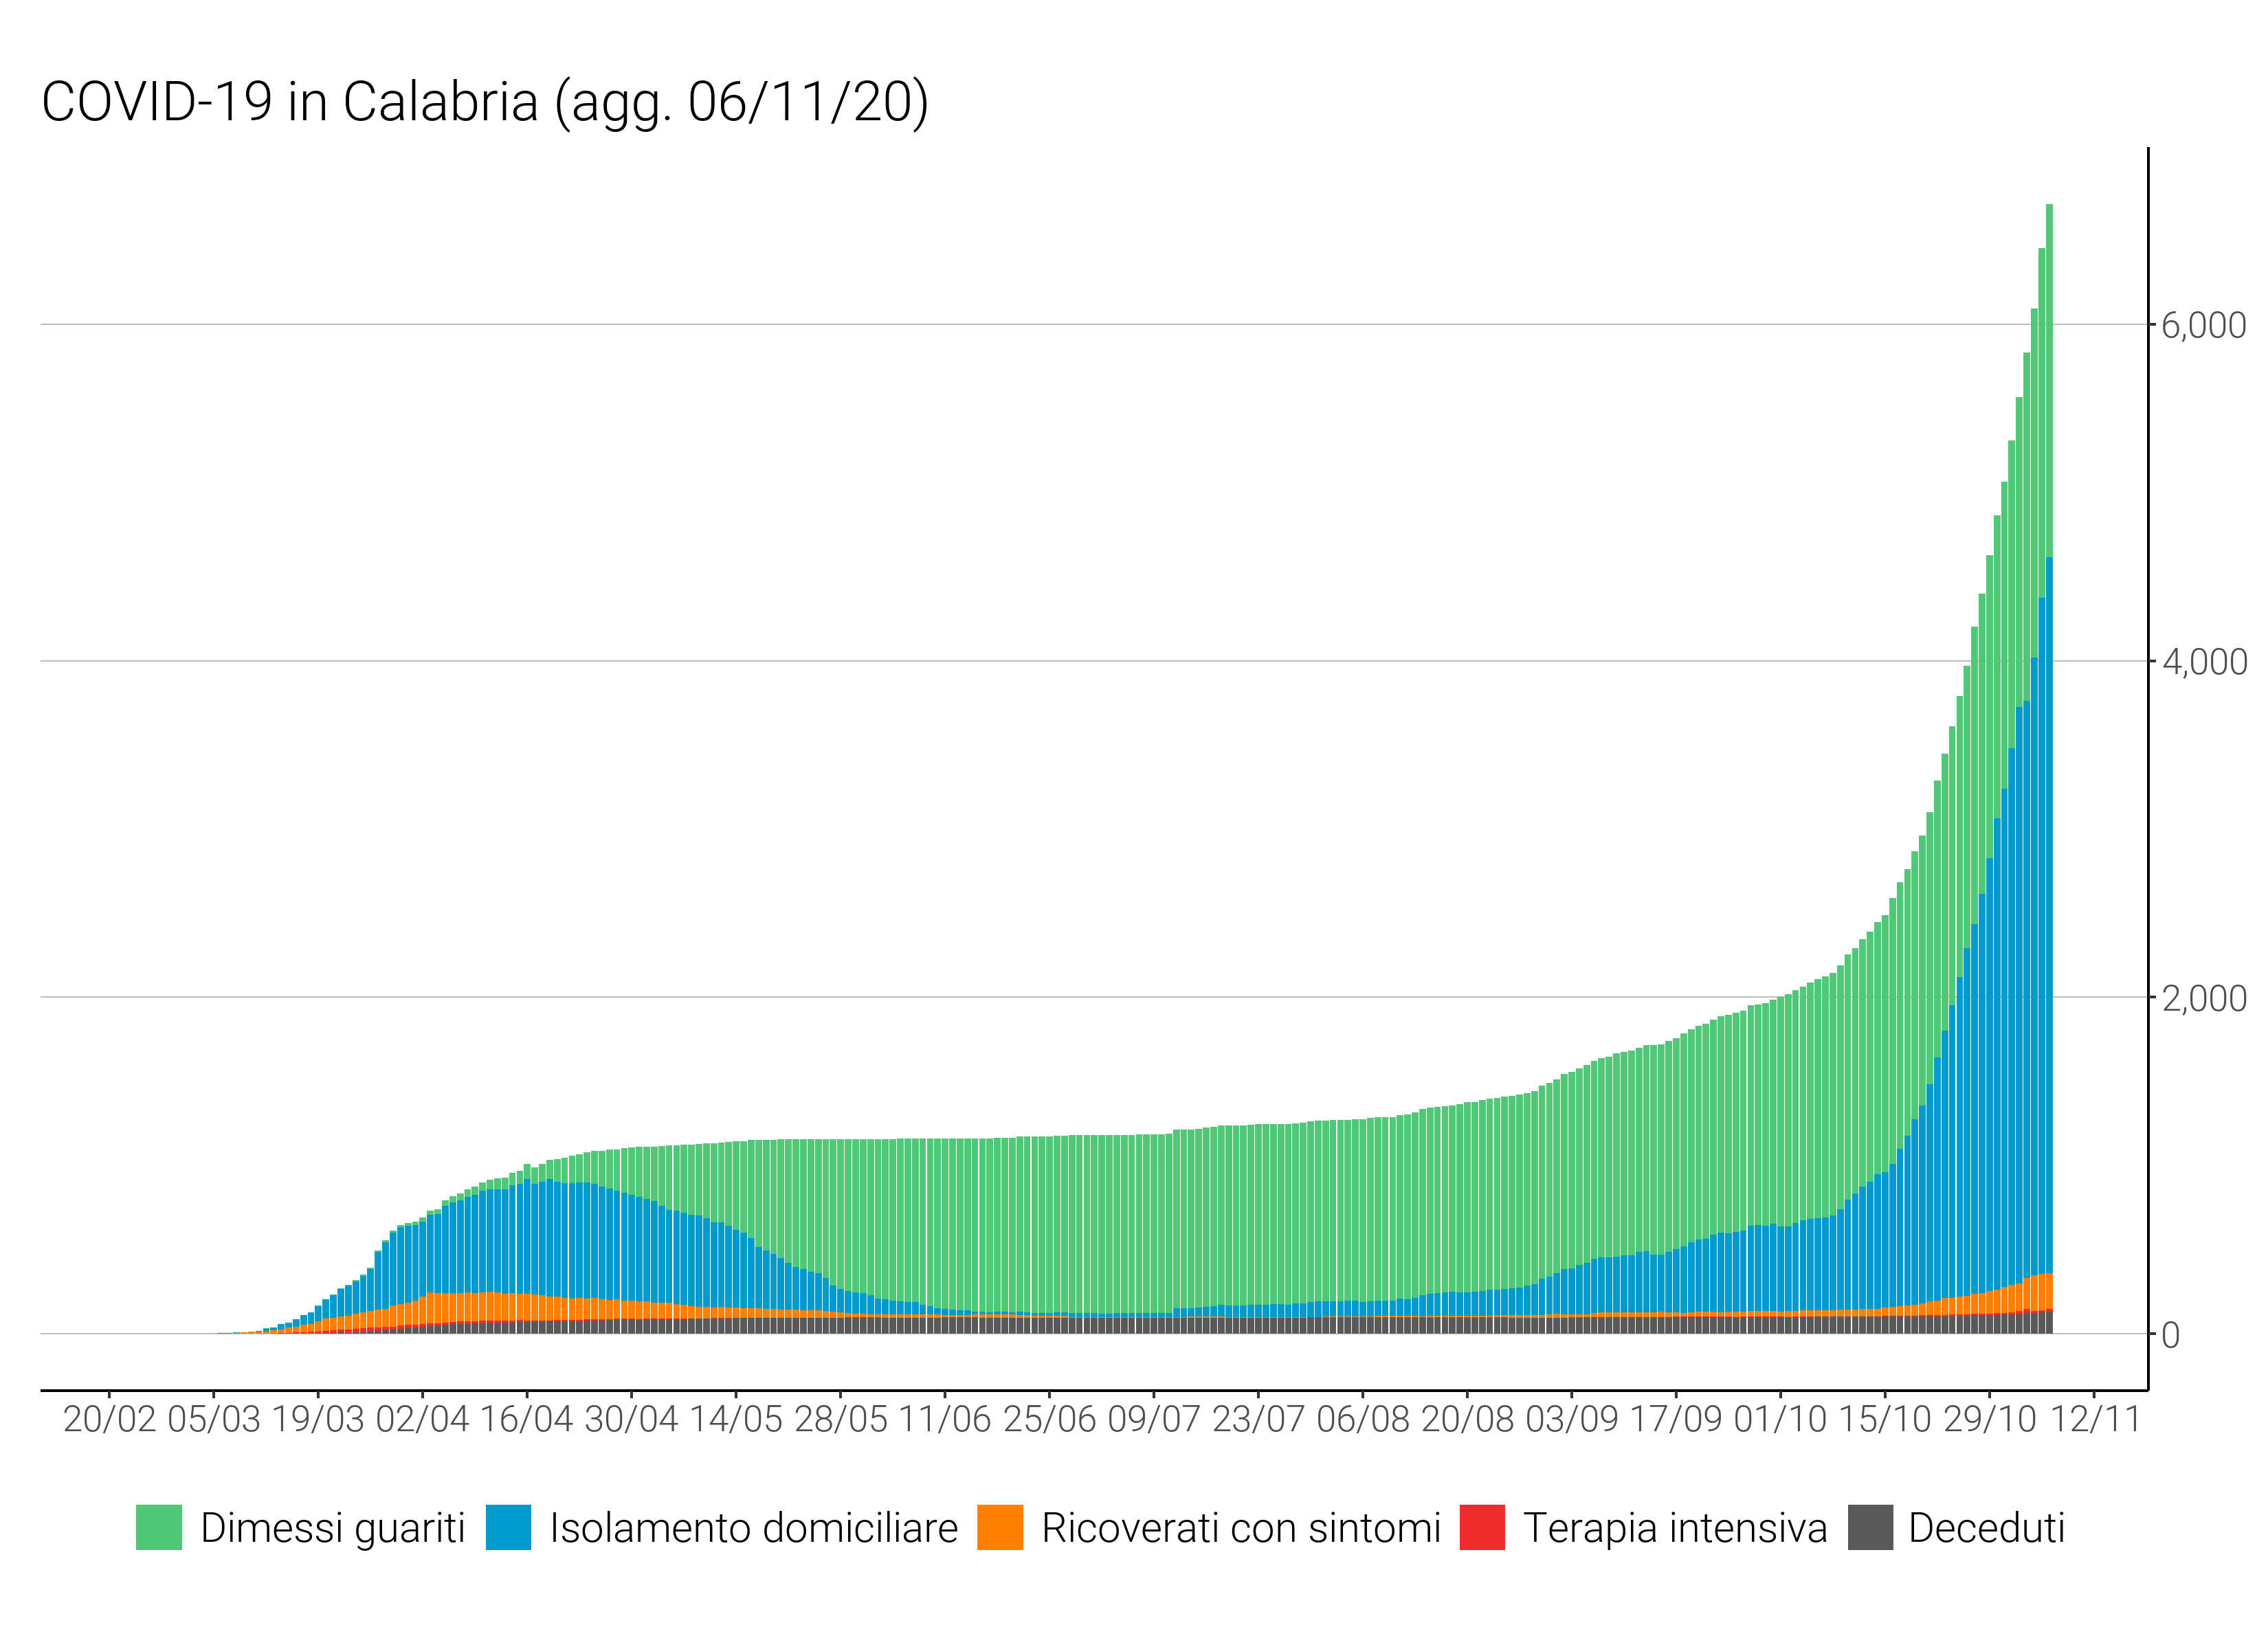 COVID-19 in Calabria (agg. 06/11/20)
6,000
4,000
2,000
0
20/02 05/03 19/03 02/04 16/04 30/04 14/05 28/05 11/06 25/06 09/07 23/07 06/08 20/08 03/09 17/09 01/10 15/10 29/10 12/11
Dimessi guariti Isolamento domiciliare Ricoverati con sintomi Terapia intensiva Deceduti